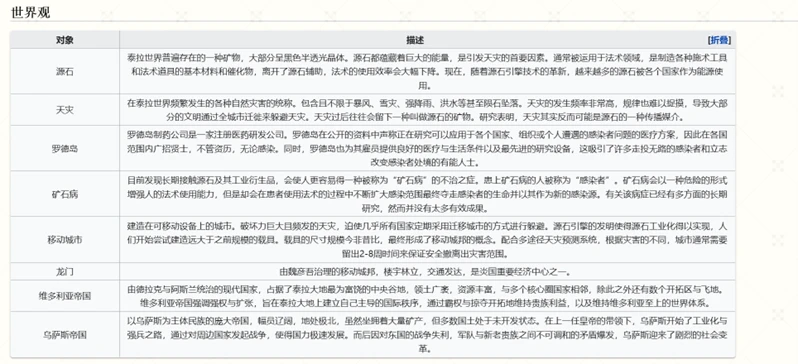 世界观
对象 描述 [折叠]
源石
泰拉世界普遍存在的一种矿物，大部分呈黑色半透光晶体。源石都蕴藏着巨大的能量，是引发天灾的首要因素。通常被运用于法术领域，是制造各种施术工具
和法术道具的基本材料和催化物，离开了源石辅助，法术的使用效率会大幅下降。现在，随着源石引擎技术的革新，越来越多的源石被各个国家作为能源使
用。
天灾
在泰拉世界频繁发生的各种自然灾害的统称。包含且不限于暴风、雪灾、强降雨、洪水等甚至陨石坠落。天灾的发生频率非常高，规律也难以捉摸，导致大部
分的文明通过全城市迁徙来躲避天灾。天灾过后往往会留下一种叫做源石的矿物。研究表明，天灾其实反而可能是源石的一种传播媒介。
罗德岛
罗德岛制药公司是一家注册医药研发公司。罗德岛在公开的资料中声称正在研究可以应用于各个国家、组织或个人遭遇的感染者问题的医疗方案，因此在各国
范围内广招贤士，不管资历，无论感染。同时，罗德岛也为其雇员提供良好的医疗与生活条件以及最先进的研究设备，这吸引了许多走投无路的感染者和立志
改变感染者处境的有能人士。
矿石病
目前发现长期接触源石及其工业衍生品，会使人更容易得一种被称为“矿石病”的不治之症。患上矿石病的人被称为“感染者”。矿石病会以一种危险的形式
增强人的法术使用能力，但是却会在患者使用法术的过程中不断扩大感染范围最终夺走感染者的生命并以其作为新的感染源。有关该病症已经有多方面的长期
研究，然而并没有太多有效成果。
移动城市
建造在可移动设备上的城市。破坏力巨大且频发的天灾，迫使几乎所有国家定期采用迁移城市的方式进行躲避。源石引擎的发明使得源石工业化得以实现，人
们开始尝试建造远大于之前规模的载具。载具的尺寸规模今非昔比，最终形成了移动城邦的概念。配合多途径天灾预测系统，根据灾害的不同，城市通常需要
留出2-8周时间来保证安全撤离出灾害范围。
龙门
由魏彦吾治理的移动城邦，楼宇林立，交通发达，是炎国重要经济中心之一。
维多利亚帝国
由德拉克与阿斯兰统治的现代国家，占据了泰拉大地最为富饶的中央谷地，领土广袤，资源丰富，与多个核心圈国家相邻，除此之外还有数个开拓区与飞地。
维多利亚帝国强调强权与扩张，旨在泰拉大地上建立自己主导的国际秩序，通过霸权与掠夺开拓地维持贵族利益，以及维持维多利亚至上的世界体系。
乌萨斯帝国
以乌萨斯为主体民族的庞大帝国，幅员辽阔，地处极北，虽然坐拥着大量矿产，但多数国土处于未开发状态。在上一任皇帝的带领下，乌萨斯开始了工业化与
强兵之路，通过对周边国家发起战争，使得国力极速发展。而后因对东国的战争失利，军队与新老贵族之间不可调和的矛盾爆发，乌萨斯迎来了剧烈的社会变
革。